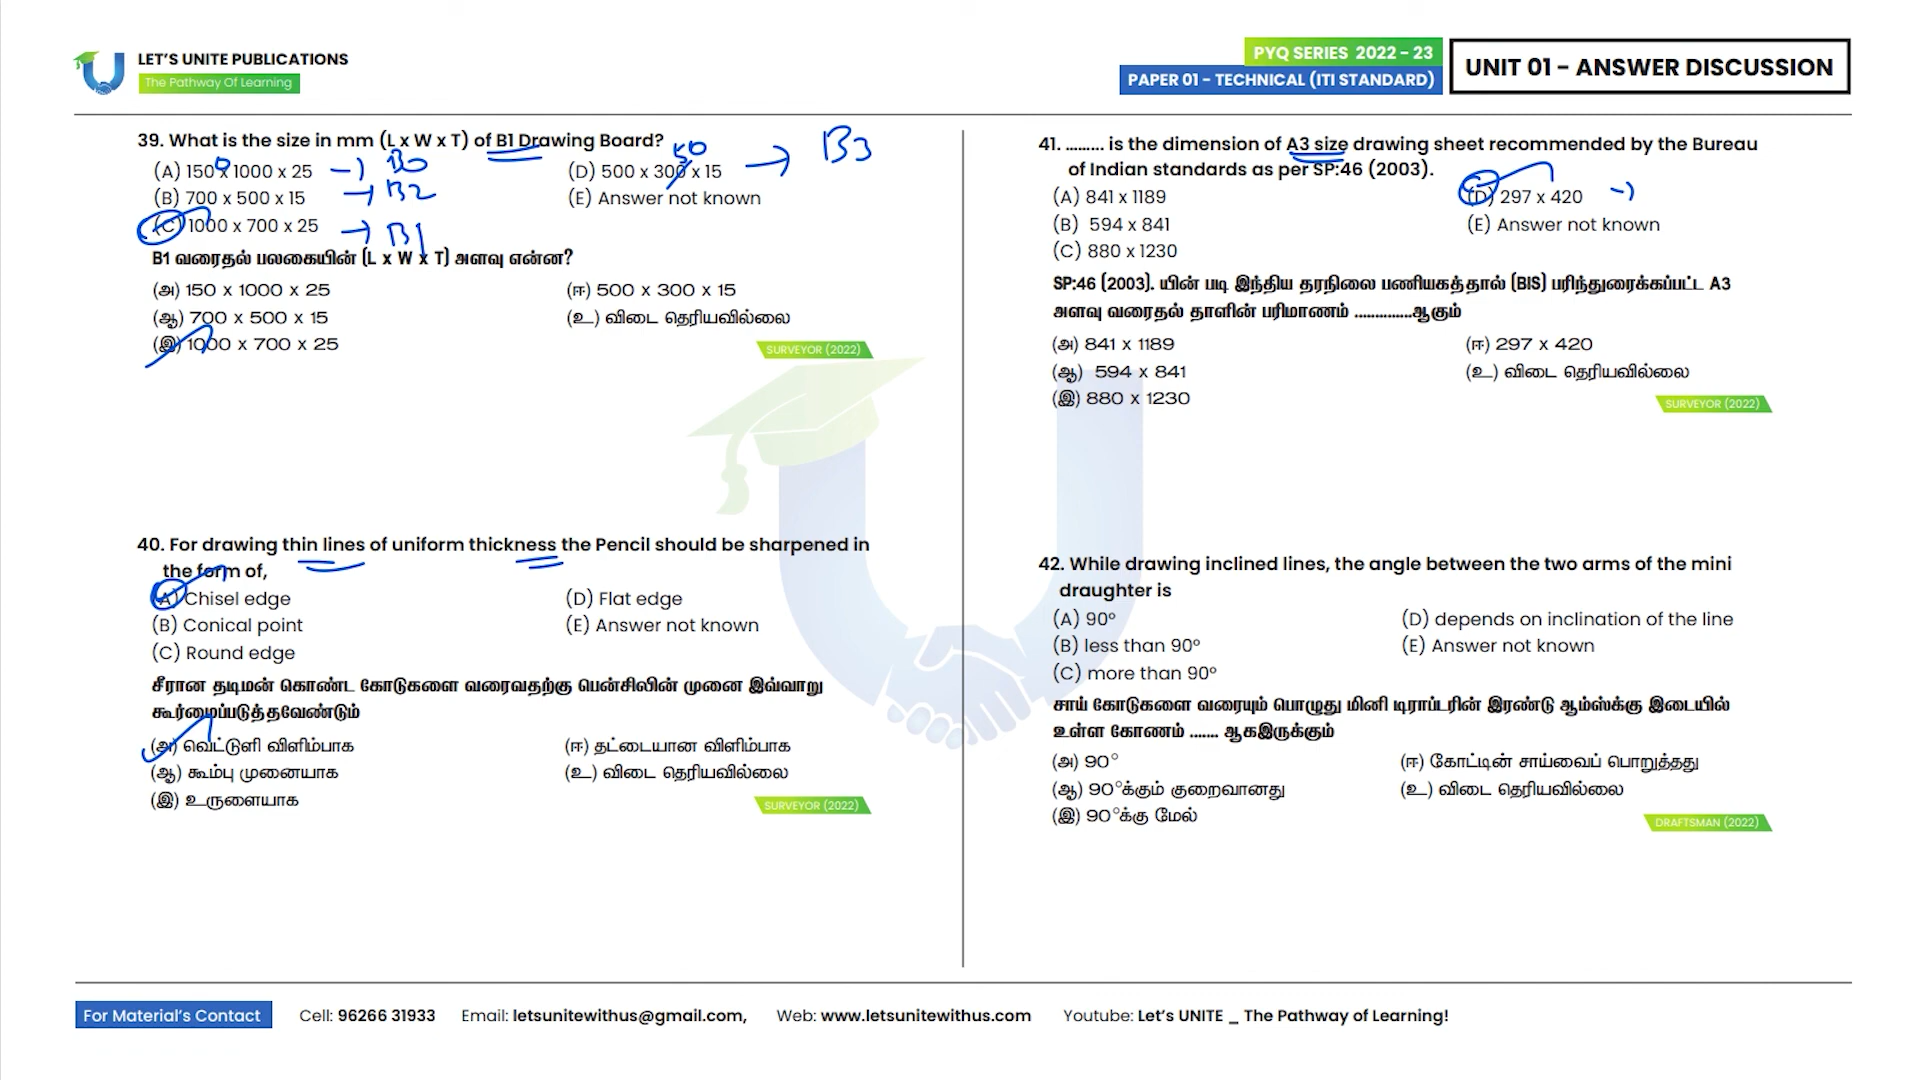 LET'S UNITE PUBLICATIONS
The Pathway Of Learning
PYQ SERIES 2022 - 23
PAPER 01 - TECHNICAL (ITI STANDARD)
UNIT 01 - ANSWER DISCUSSION
39. What is the size in mm (L x W x T) of B1 Drawing Board?
(A) 150 x 1000 x 25
0
→ B0
(B) 700 x 500 x 15
→ B2
(C) 1000 x 700 x 25
→ B1
(D) 500 x 300 x 15
50
→ B3
(E) Answer not known
B1 வரைதல் பலகையின் (L x W x T) அளவு என்ன?
(அ) 150 x 1000 x 25
(ஆ) 700 x 500 x 15
(இ) 1000 x 700 x 25
(ஈ) 500 x 300 x 15
(உ) விடை தெரியவில்லை
SURVEYOR (2022)
40. For drawing thin lines of uniform thickness the Pencil should be sharpened in
the form of,
(A) Chisel edge
(B) Conical point
(C) Round edge
(D) Flat edge
(E) Answer not known
சீரான தடிமன் கொண்ட கோடுகளை வரைவதற்கு பென்சிலின் முனை இவ்வாறு
கூர்மைப்படுத்தவேண்டும்
(அ) வெட்டுளி விளிம்பாக
(ஆ) கூம்பு முனையாக
(இ) உருளையாக
(ஈ) தட்டையான விளிம்பாக
(உ) விடை தெரியவில்லை
SURVEYOR (2022)
41. ......... is the dimension of A3 size drawing sheet recommended by the Bureau
of Indian standards as per SP:46 (2003).
(A) 841 x 1189
(B) 594 x 841
(C) 880 x 1230
(D) 297 x 420
→
(E) Answer not known
SP:46 (2003). யின் படி இந்திய தரநிலை பணியகத்தால் (BIS) பரிந்துரைக்கப்பட்ட A3
அளவு வரைதல் தாளின் பரிமாணம் ..............ஆகும்
(அ) 841 x 1189
(ஆ) 594 x 841
(இ) 880 x 1230
(ஈ) 297 x 420
(உ) விடை தெரியவில்லை
SURVEYOR (2022)
42. While drawing inclined lines, the angle between the two arms of the mini
draughter is
(A) 90°
(B) less than 90°
(C) more than 90°
(D) depends on inclination of the line
(E) Answer not known
சாய் கோடுகளை வரையும் பொழுது மினி டிராப்டரின் இரண்டு ஆம்ஸ்க்கு இடையில்
உள்ள கோணம் ....... ஆகஇருக்கும்
(அ) 90°
(ஆ) 90°க்கும் குறைவானது
(இ) 90°க்கு மேல்
(ஈ) கோட்டின் சாய்வைப் பொறுத்தது
(உ) விடை தெரியவில்லை
DRAFTSMAN (2022)
For Material's Contact
Cell: 96266 31933
Email: letsunitewithus@gmail.com,
Web: www.letsunitewithus.com
Youtube: Let's UNITE _ The Pathway of Learning!